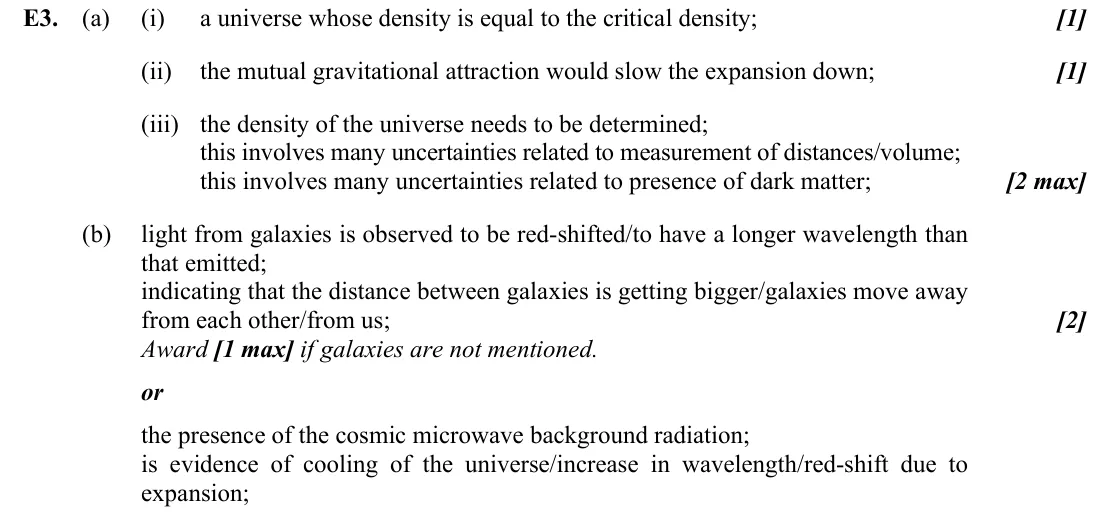 E3. (a) (i) a universe whose density is equal to the critical density; [1]
(ii) the mutual gravitational attraction would slow the expansion down; [1]
(iii) the density of the universe needs to be determined;
this involves many uncertainties related to measurement of distances/volume;
this involves many uncertainties related to presence of dark matter; [2 max]
(b) light from galaxies is observed to be red-shifted/to have a longer wavelength than
that emitted;
indicating that the distance between galaxies is getting bigger/galaxies move away
from each other/from us; [2]
Award [1 max] if galaxies are not mentioned.
or
the presence of the cosmic microwave background radiation;
is evidence of cooling of the universe/increase in wavelength/red-shift due to
expansion;